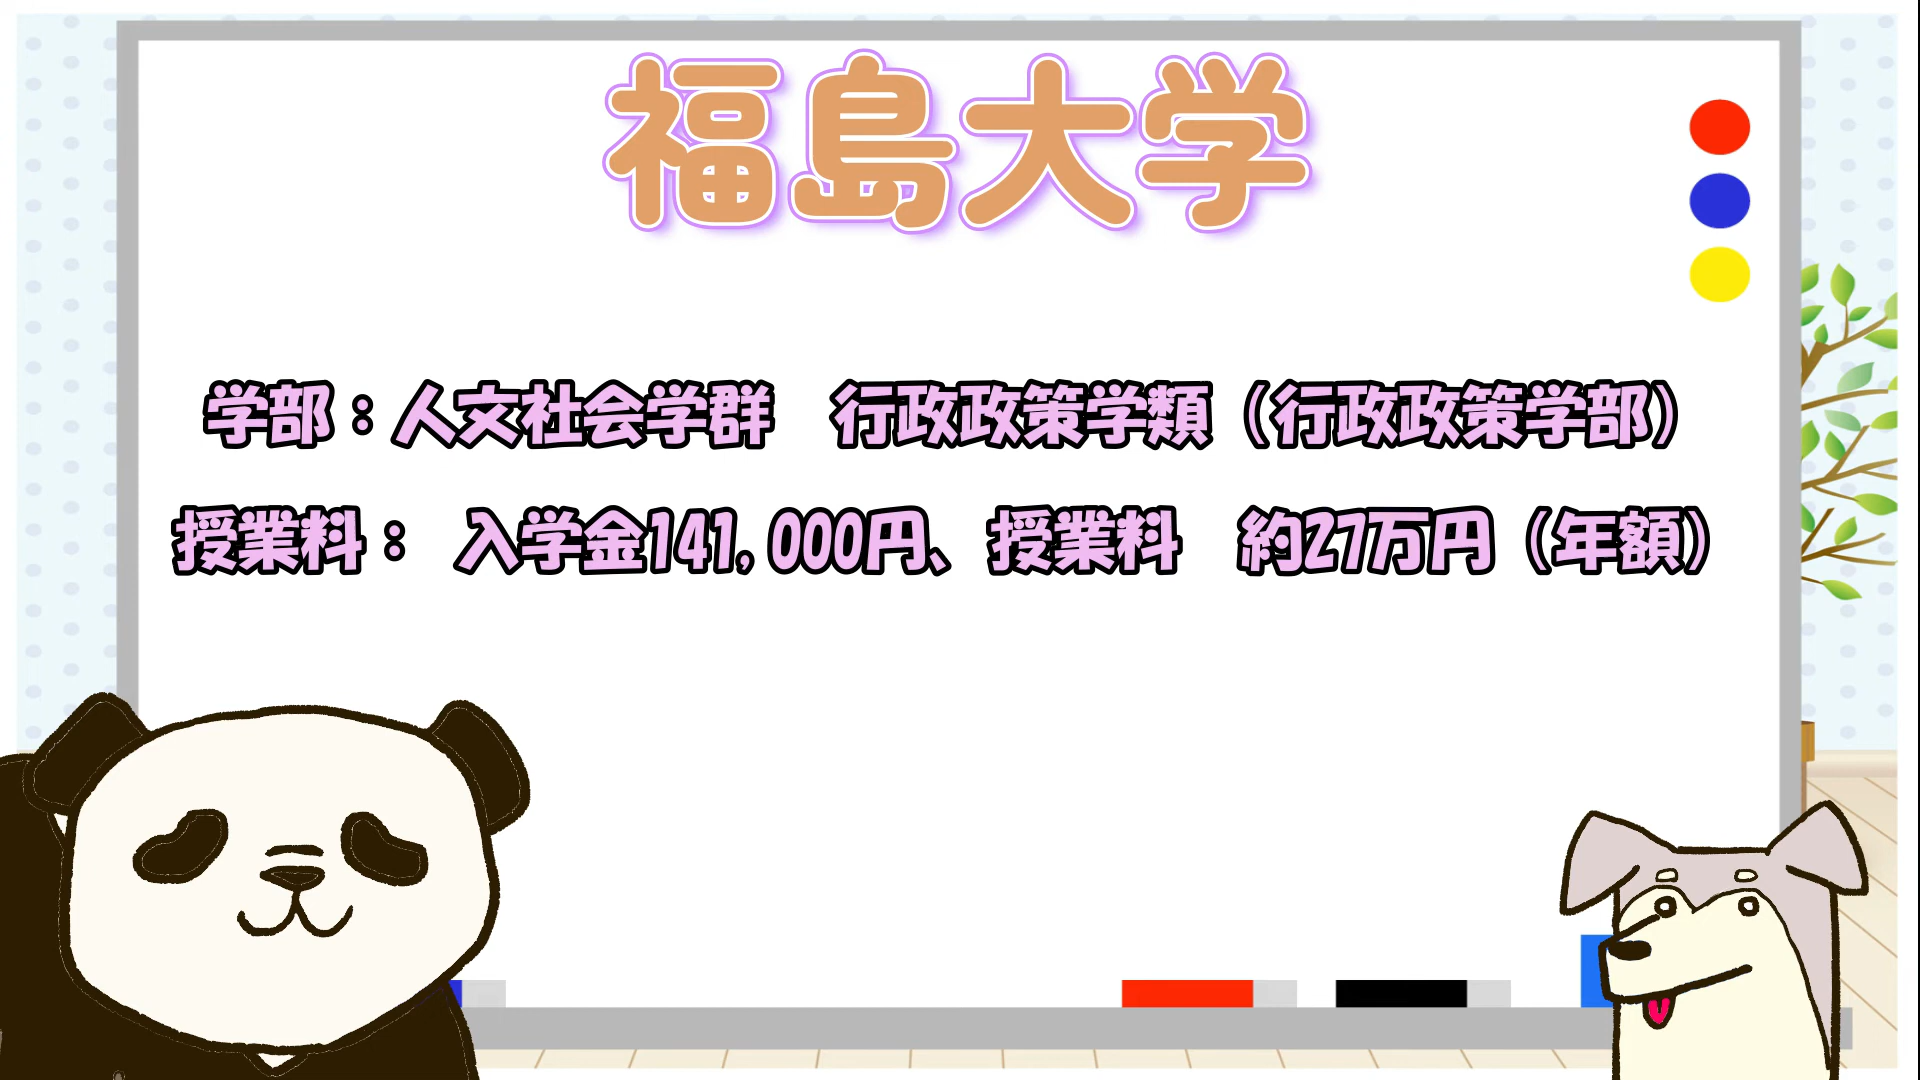 福島大学
学部：人文社会学群　行政政策学類（行政政策学部）
授業料：　入学金141,000円、授業料　約27万円（年額）